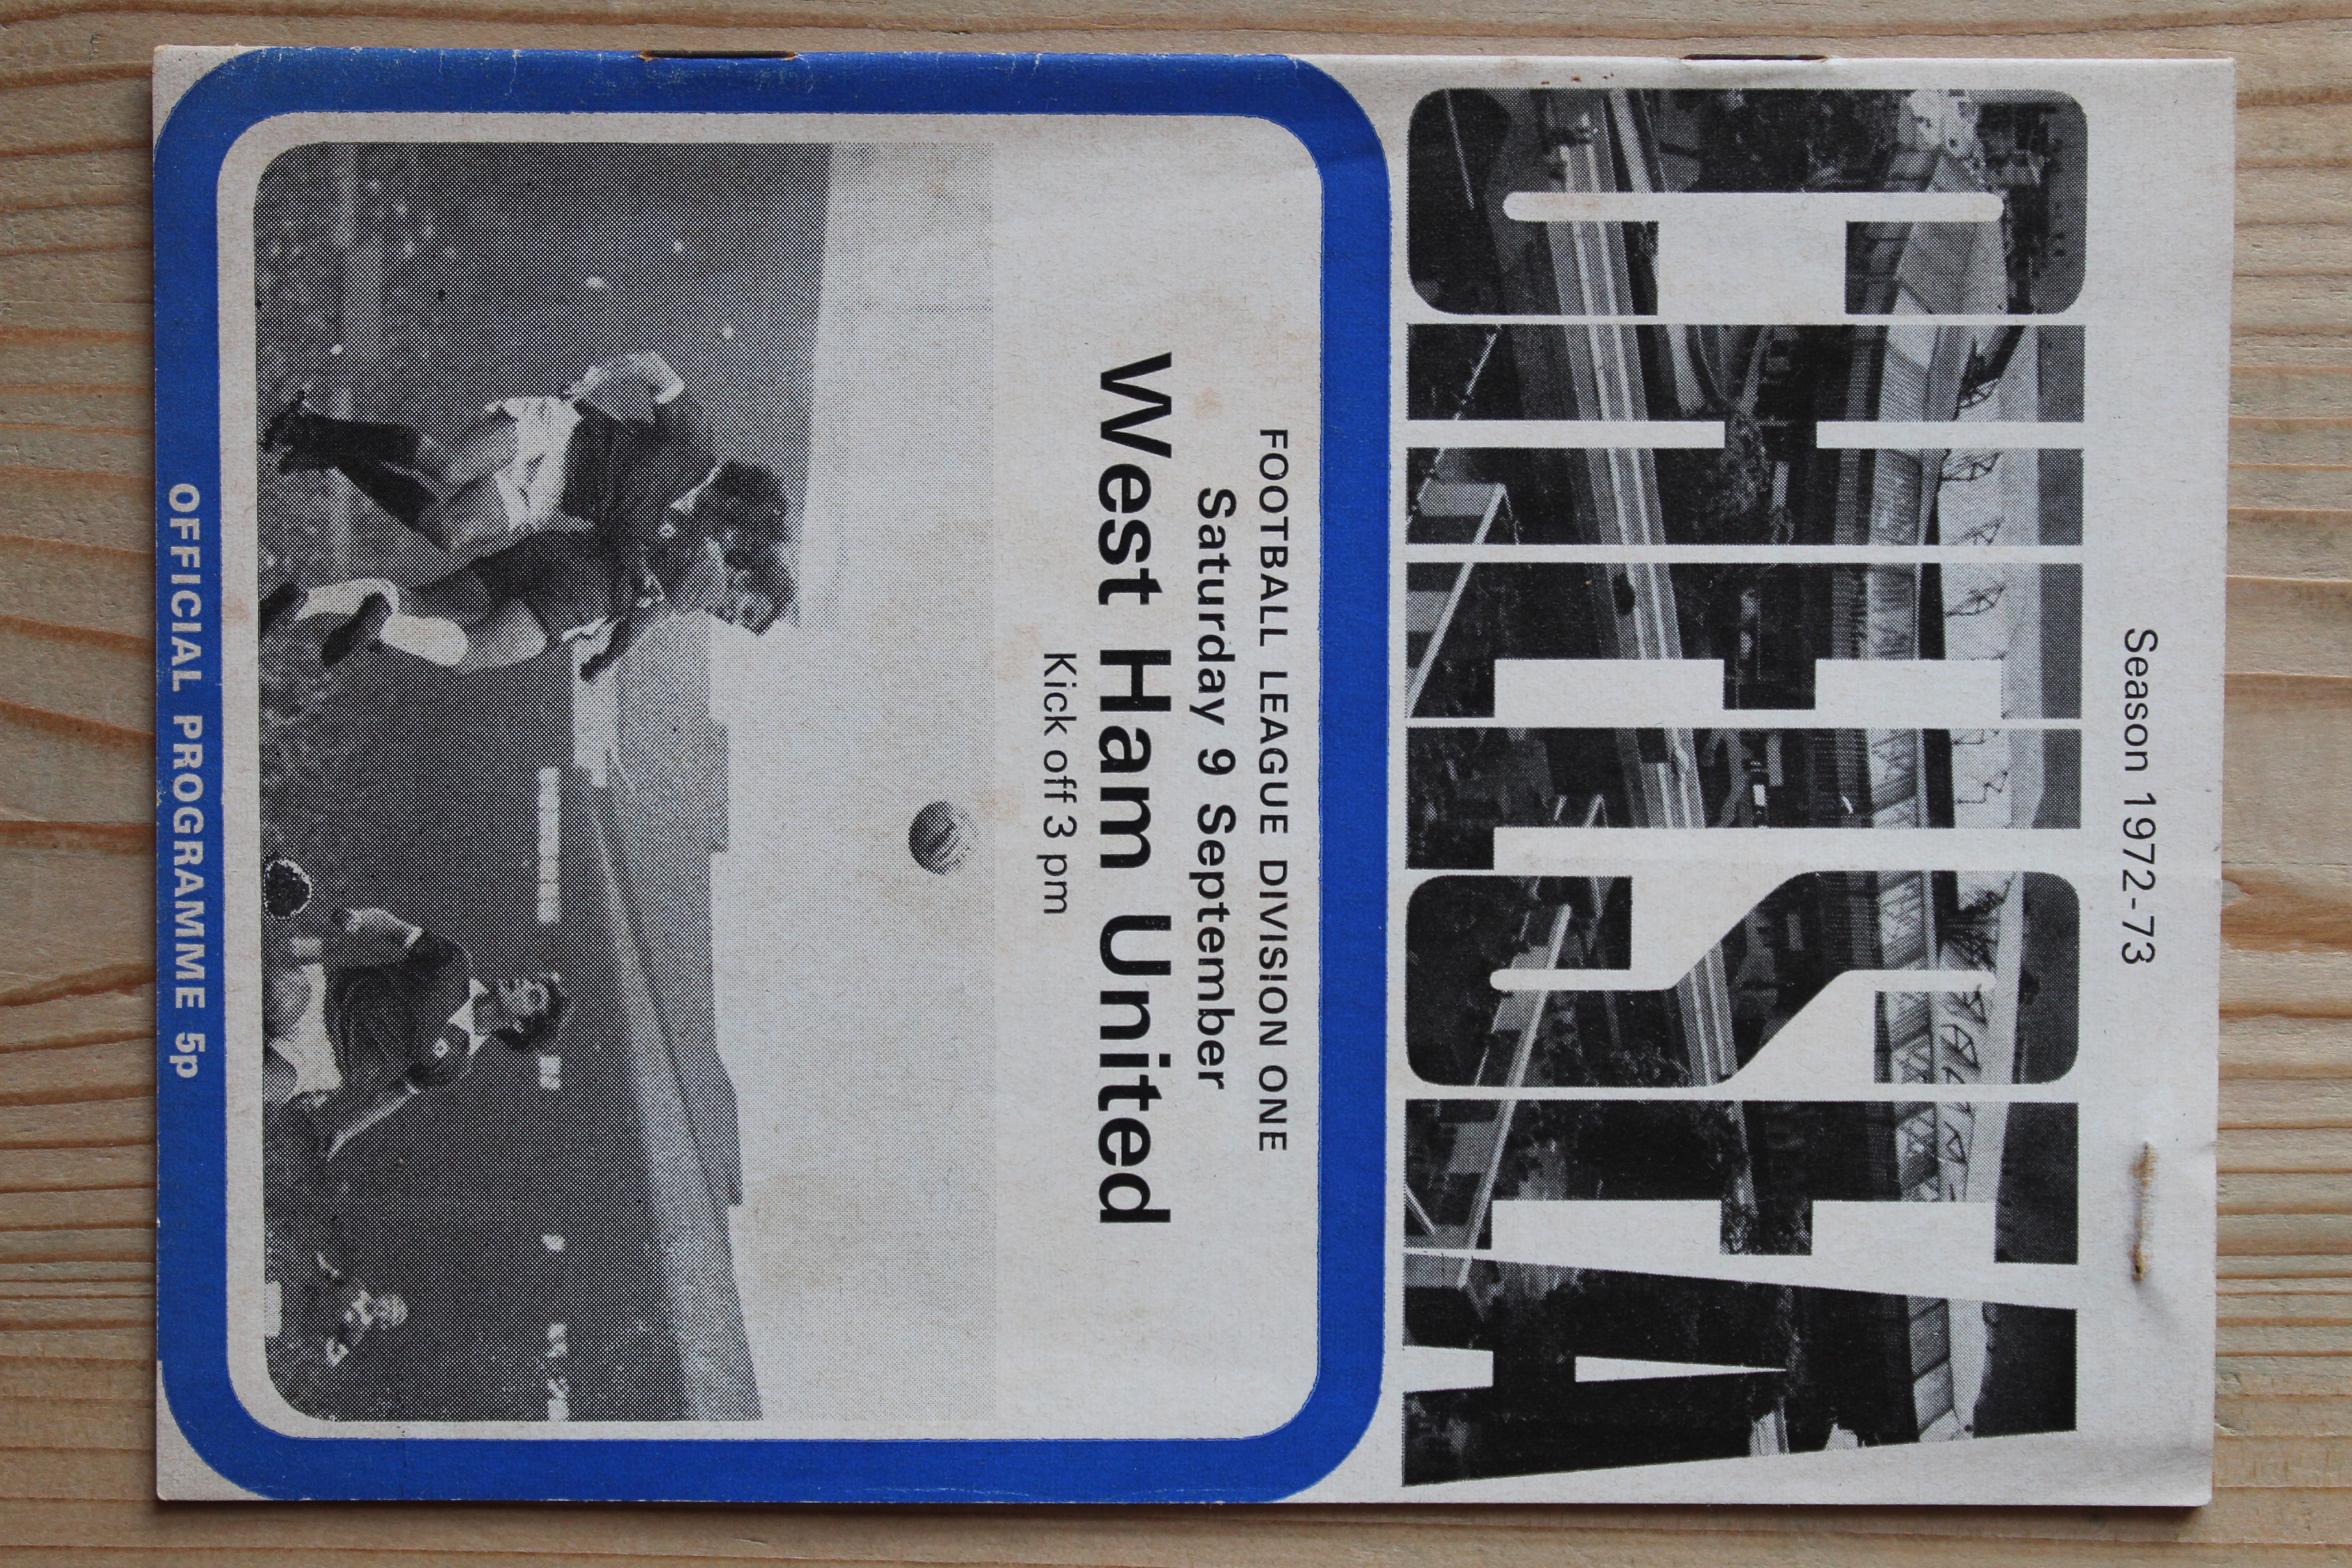 Season 1972-73
CHELSEA
FOOTBALL LEAGUE DIVISION ONE
Saturday 9 September
West Ham United
Kick off 3 pm
OFFICIAL PROGRAMME 5p